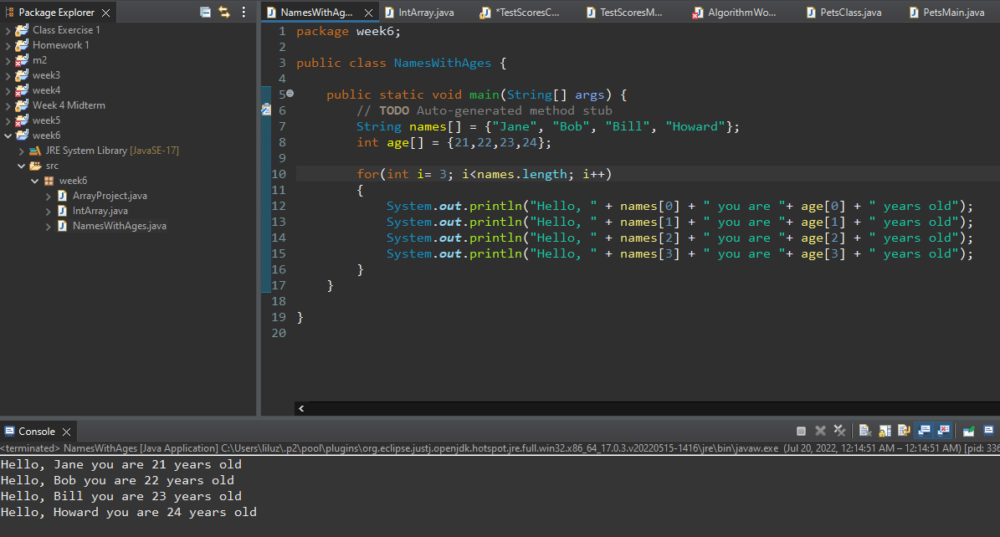 Package Explorer
Class Exercise 1
Homework 1
m2
week3
week4
Week 4 Midterm
week5
week6
JRE System Library [JavaSE-17]
src
week6
ArrayProject.java
IntArray.java
NamesWithAges.java
NamesWithAg... IntArray.java *TestScoresC... TestScoresM... AlgorithmWo... PetsClass.java PetsMain.java
1 package week6;
2
3 public class NamesWithAges {
4
5 public static void main(String[] args) {
6 // TODO Auto-generated method stub
7 String names[] = {"Jane", "Bob", "Bill", "Howard"};
8 int age[] = {21,22,23,24};
9
10 for(int i= 3; i<names.length; i++)
11 {
12 System.out.println("Hello, " + names[0] + " you are "+ age[0] + " years old");
13 System.out.println("Hello, " + names[1] + " you are "+ age[1] + " years old");
14 System.out.println("Hello, " + names[2] + " you are "+ age[2] + " years old");
15 System.out.println("Hello, " + names[3] + " you are "+ age[3] + " years old");
16 }
17 }
18
19 }
20
Console
<terminated> NamesWithAges [Java Application] C:\Users\liluz\.p2\pool\plugins\org.eclipse.justj.openjdk.hotspot.jre.full.win32.x86_64_17.0.3.v20220515-1416\jre\bin\javaw.exe (Jul 20, 2022, 12:14:51 AM – 12:14:51 AM) [pid: 336
Hello, Jane you are 21 years old
Hello, Bob you are 22 years old
Hello, Bill you are 23 years old
Hello, Howard you are 24 years old